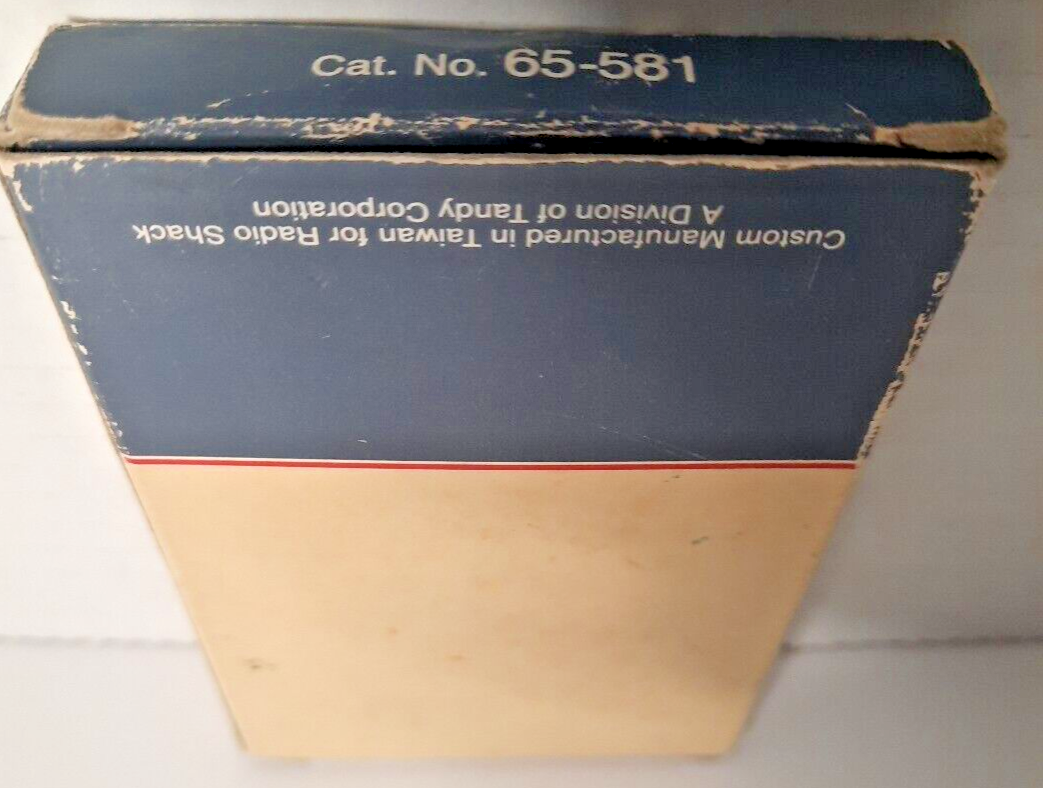 Cat. No. 65-581
Custom Manufactured in Taiwan for Radio Shack
A Division of Tandy Corporation